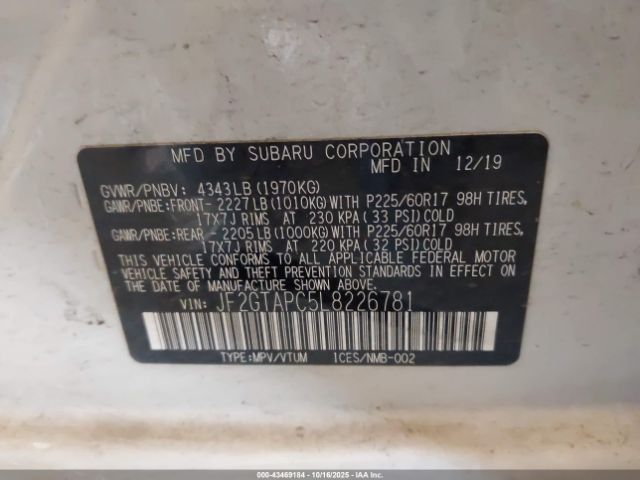 MFD BY SUBARU CORPORATION
MFD IN 12/19
GVWR/PNBV: 4343LB (1970KG)
GAWR/PNBE:FRONT- 2227LB (1010KG)WITH P225/60R17 98H TIRES,
17X7J RIMS AT 230 KPA (33 PSI)COLD
GAWR/PNBE:REAR - 2205LB (1000KG)WITH P225/60R17 98H TIRES,
17X7J RIMS AT 220 KPA (32 PSI)COLD
THIS VEHICLE CONFORMS TO ALL APPLICABLE FEDERAL MOTOR
VEHICLE SAFETY AND THEFT PREVENTION STANDARDS IN EFFECT ON
THE DATE OF MANUFACTURE SHOWN ABOVE.
VIN: JF2GTAPC5L8226781
TYPE:MPV/VTUM 1CES/NMB-002
000-43469184 | 10/16/2025 | IAAI.COM